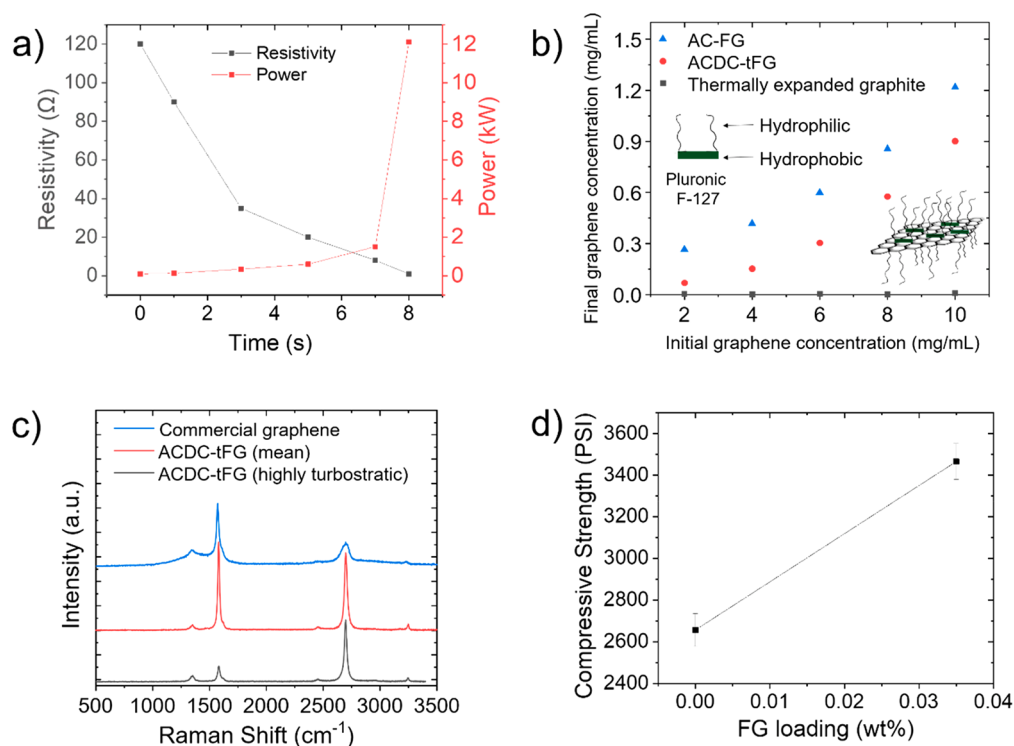 a)
120
100
80
60
40
20
0
Resistivity (Ω)
Resistivity
Power
12
10
8
6
4
2
0
Power (kW)
0 2 4 6 8
Time (s)
b)
1.5
1.2
0.9
0.6
0.3
0.0
Final graphene concentration (mg/mL)
AC-FG
ACDC-tFG
Thermally expanded graphite
Hydrophilic
Hydrophobic
Pluronic
F-127
2 4 6 8 10
Initial graphene concentration (mg/mL)
c)
Intensity (a.u.)
Commercial graphene
ACDC-tFG (mean)
ACDC-tFG (highly turbostratic)
500 1000 1500 2000 2500 3000 3500
Raman Shift (cm⁻¹)
d)
3600
3400
3200
3000
2800
2600
2400
Compressive Strength (PSI)
0.00 0.01 0.02 0.03 0.04
FG loading (wt%)